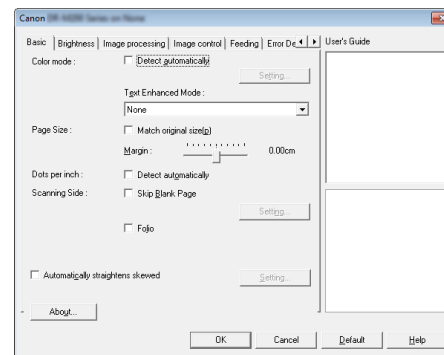 Canon
Basic Brightness Image processing Image control Feeding Error De
User's Guide
Color mode : Detect automatically
Setting...
Text Enhanced Mode :
None
Page Size : Match original size(p)
Margin : 0.00cm
Dots per inch : Detect automatically
Scanning Side : Skip Blank Page
Setting...
Folio
Automatically straightens skewed Setting...
About...
OK Cancel Default Help